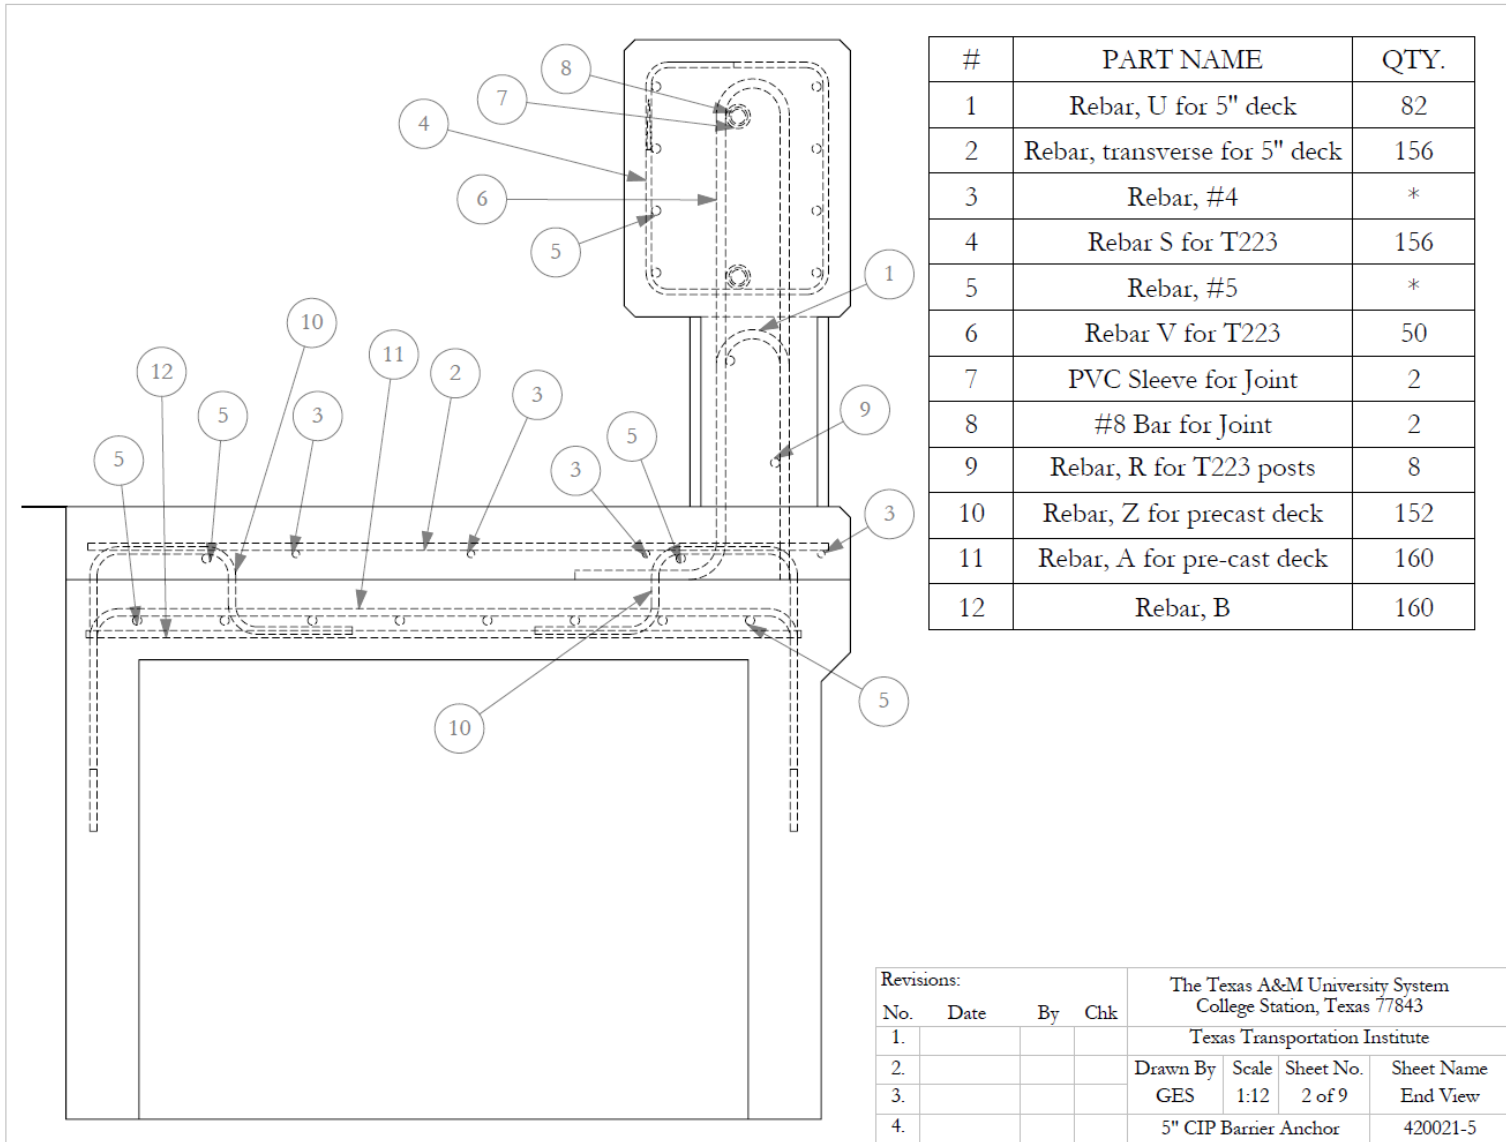 8
7
4
6
5
1
10
11
12
2
3
5
3
9
5
3
5
3
10
5
# PART NAME QTY.
1 Rebar, U for 5" deck 82
2 Rebar, transverse for 5" deck 156
3 Rebar, #4 *
4 Rebar S for T223 156
5 Rebar, #5 *
6 Rebar V for T223 50
7 PVC Sleeve for Joint 2
8 #8 Bar for Joint 2
9 Rebar, R for T223 posts 8
10 Rebar, Z for precast deck 152
11 Rebar, A for pre-cast deck 160
12 Rebar, B 160
Revisions:
No. Date By Chk
1.
2.
3.
4.
The Texas A&M University System
College Station, Texas 77843
Texas Transportation Institute
Drawn By Scale Sheet No. Sheet Name
GES 1:12 2 of 9 End View
5" CIP Barrier Anchor 420021-5